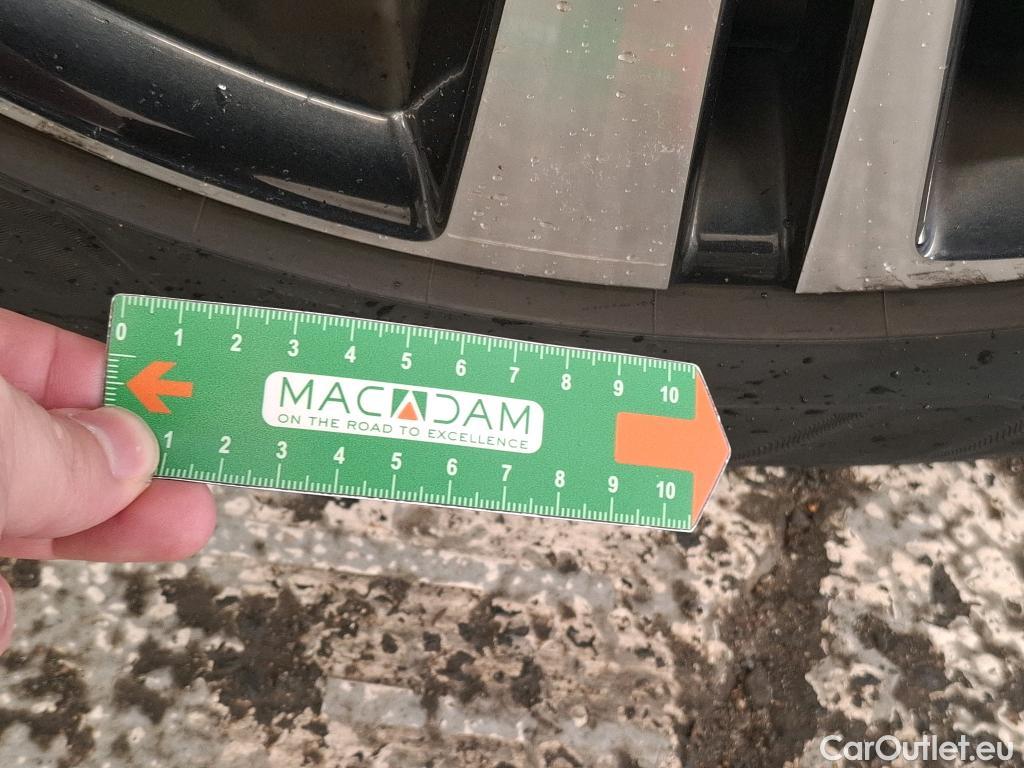 0 1 2 3 4 5 6 7 8 9 10
MACADAM
ON THE ROAD TO EXCELLENCE
1 2 3 4 5 6 7 8 9 10
CarOutlet.eu